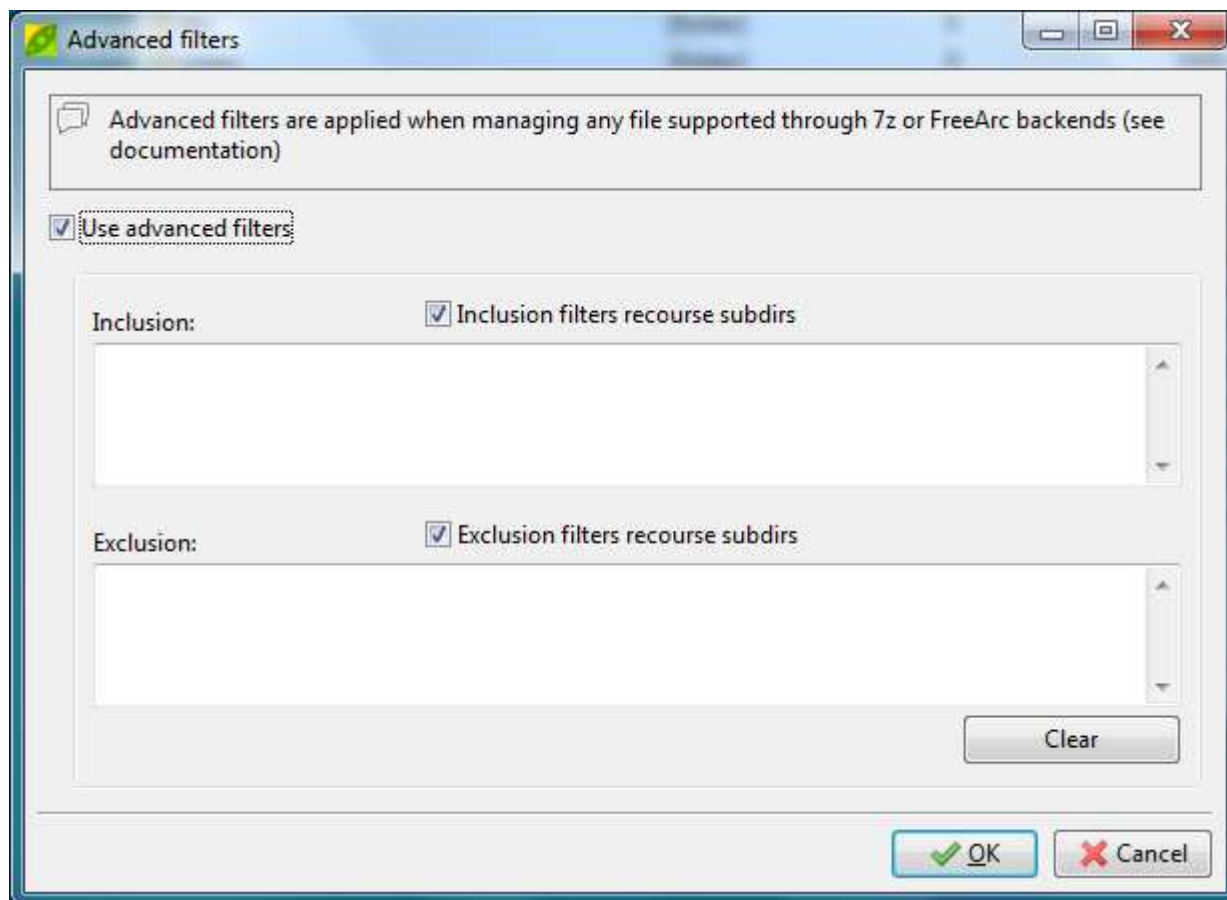 Advanced filters
Advanced filters are applied when managing any file supported through 7z or FreeArc backends (see
documentation)
Use advanced filters
Inclusion:
Inclusion filters recourse subdirs
Exclusion:
Exclusion filters recourse subdirs
Clear
OK
Cancel